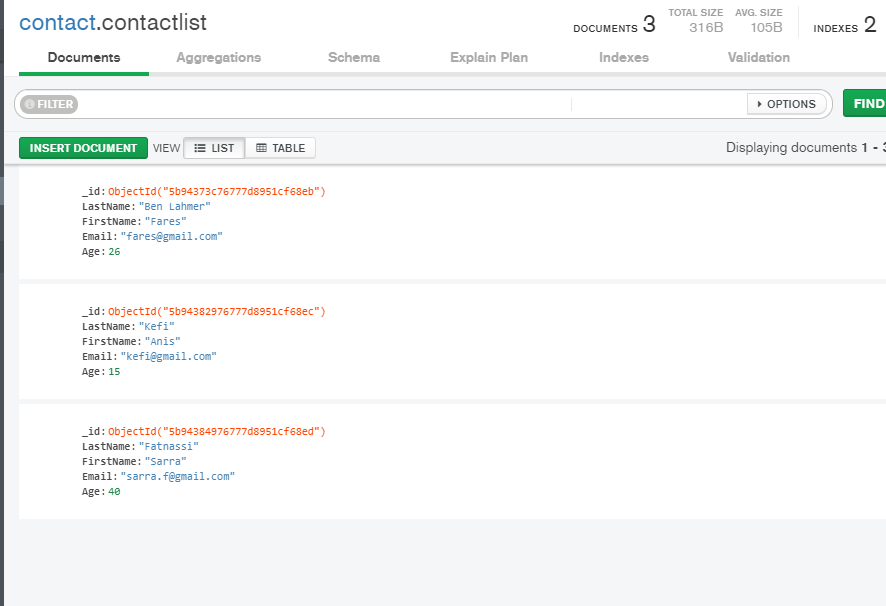 contact.contactlist
DOCUMENTS 3 TOTAL SIZE 316B AVG. SIZE 105B INDEXES 2
Documents Aggregations Schema Explain Plan Indexes Validation
FILTER OPTIONS FIND
INSERT DOCUMENT VIEW LIST TABLE Displaying documents 1 - 3
_id: ObjectId("5b94373c76777d8951cf68eb")
LastName: "Ben Lahmer"
FirstName: "Fares"
Email: "fares@gmail.com"
Age: 26
_id: ObjectId("5b94382976777d8951cf68ec")
LastName: "Kefi"
FirstName: "Anis"
Email: "kefi@gmail.com"
Age: 15
_id: ObjectId("5b94384976777d8951cf68ed")
LastName: "Fatnassi"
FirstName: "Sarra"
Email: "sarra.f@gmail.com"
Age: 40